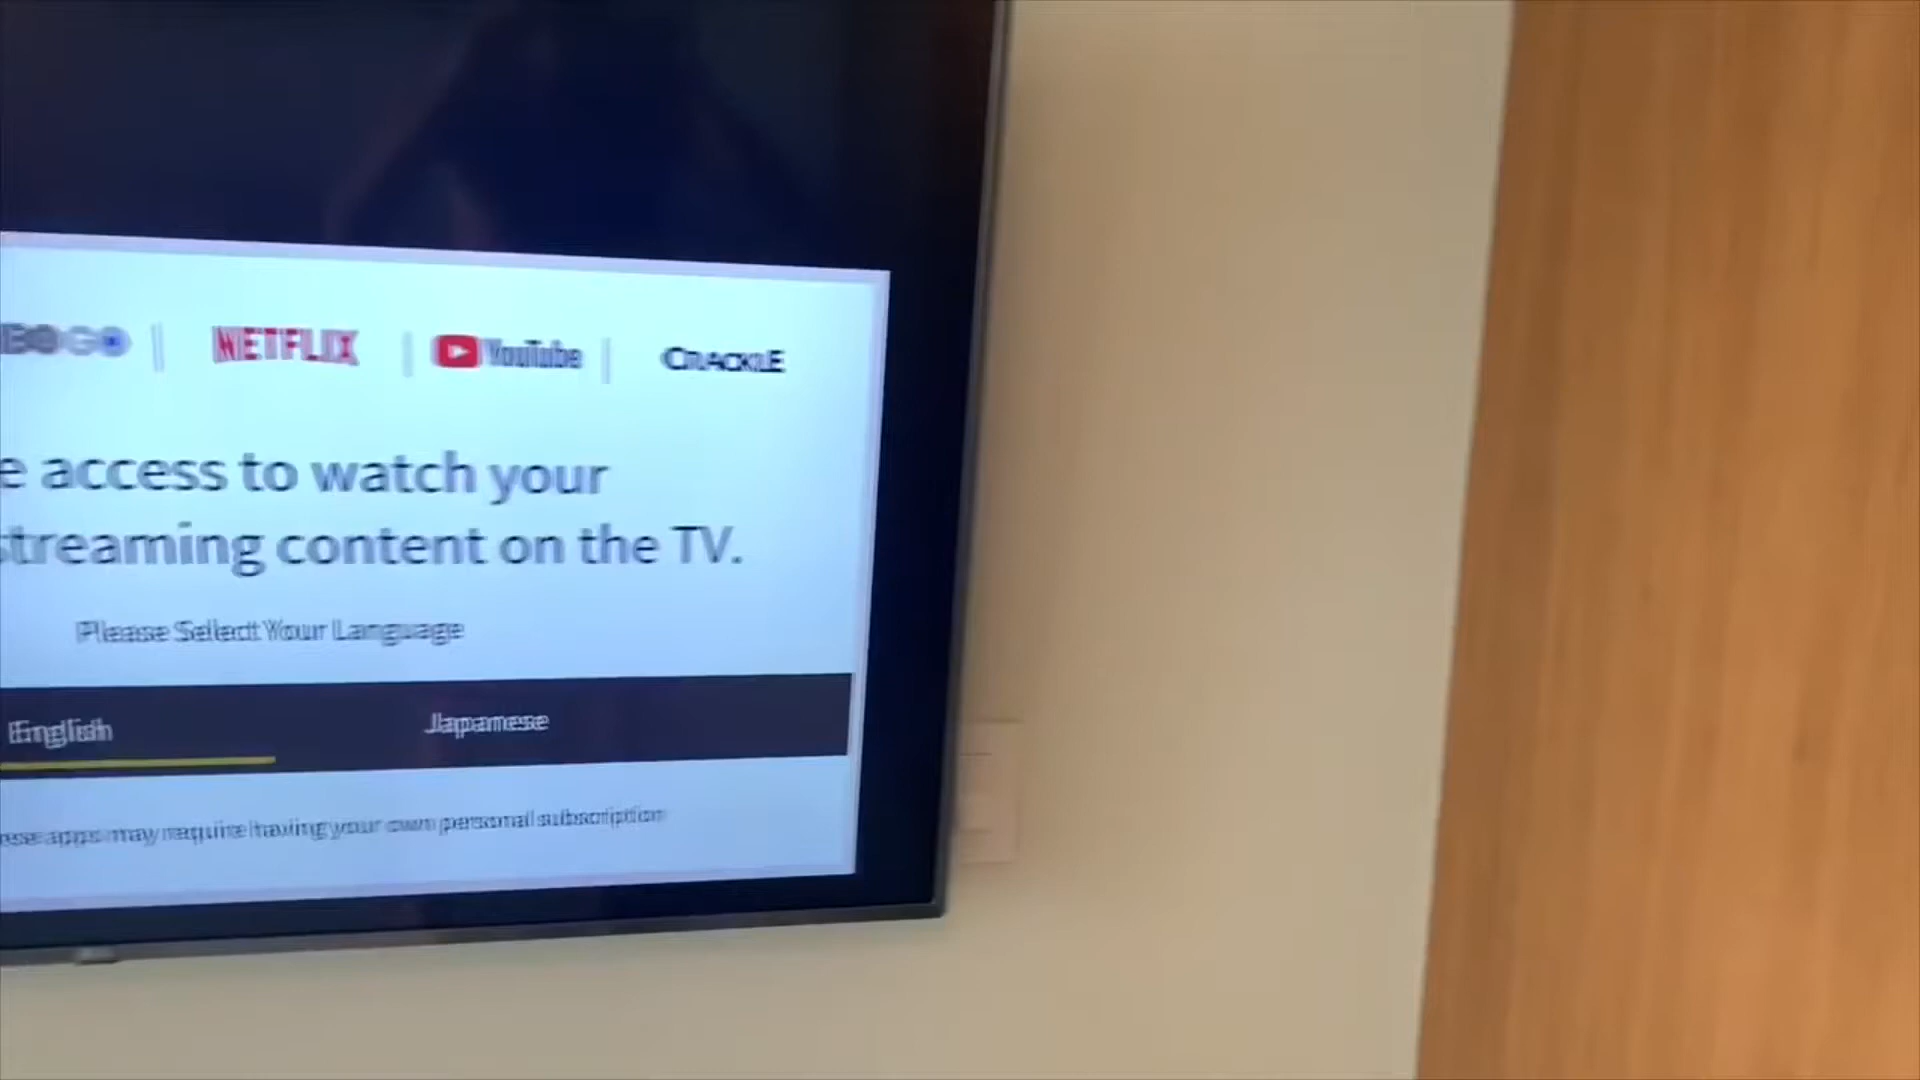 GO | NETFLIX | YouTube | CRACKLE
access to watch your
streaming content on the TV.
Please Select Your Language
English Japanese
apps may require having your own personal subscription